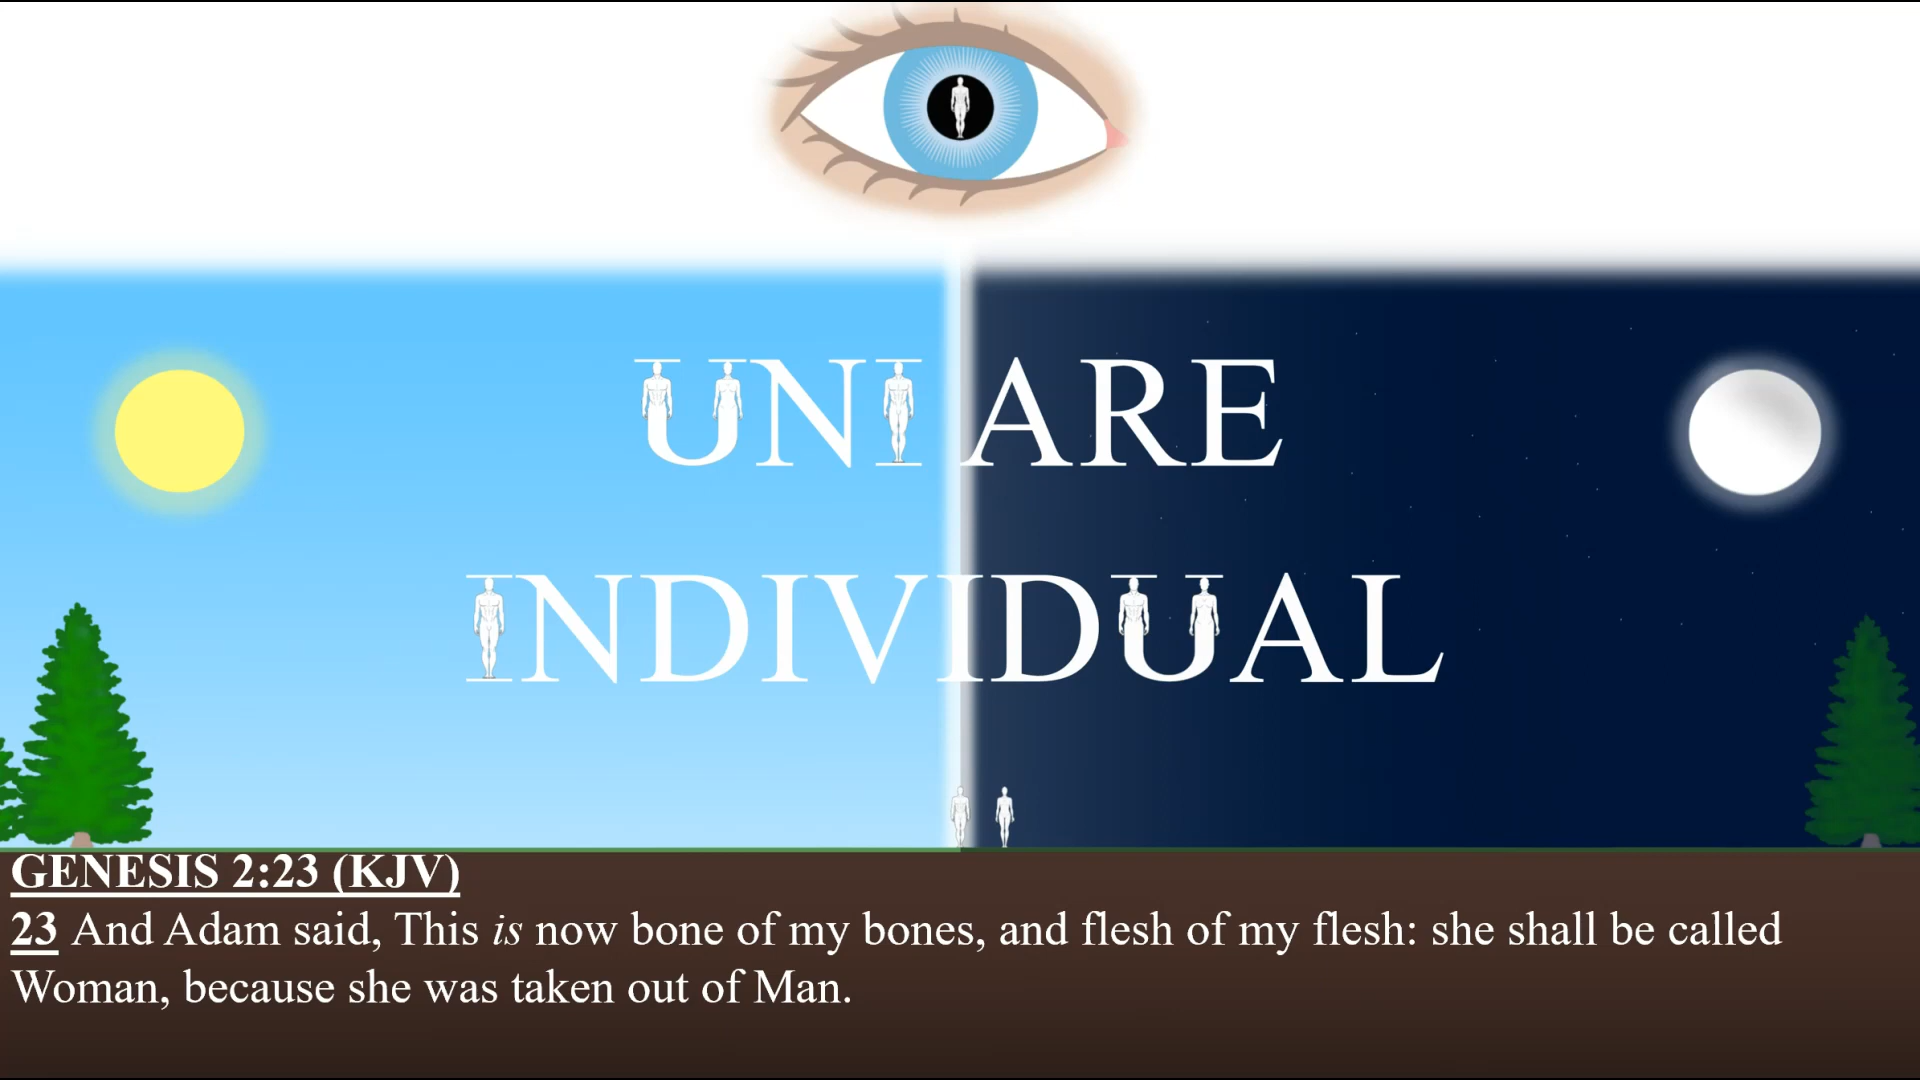 UNI ARE
INDIVIDUAL
GENESIS 2:23 (KJV)
23 And Adam said, This is now bone of my bones, and flesh of my flesh: she shall be called
Woman, because she was taken out of Man.